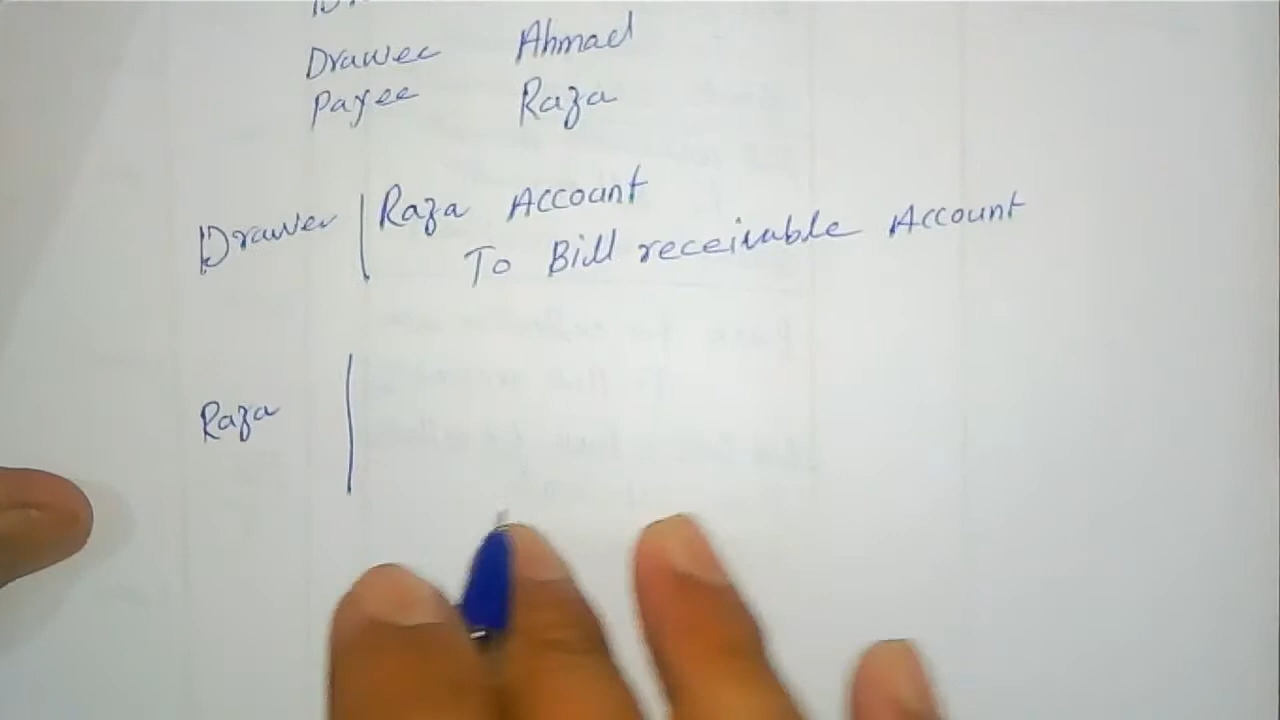 Drawee Ahmad
Payee Raza
Drawer Raza Account
To Bill receivable Account
Raza